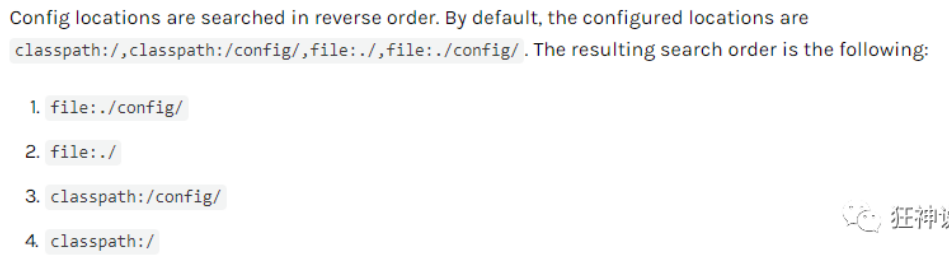 Config locations are searched in reverse order. By default, the configured locations are
classpath:/,classpath:/config/,file:./,file:./config/. The resulting search order is the following:
1. file:./config/
2. file:./
3. classpath:/config/
4. classpath:/
狂神说